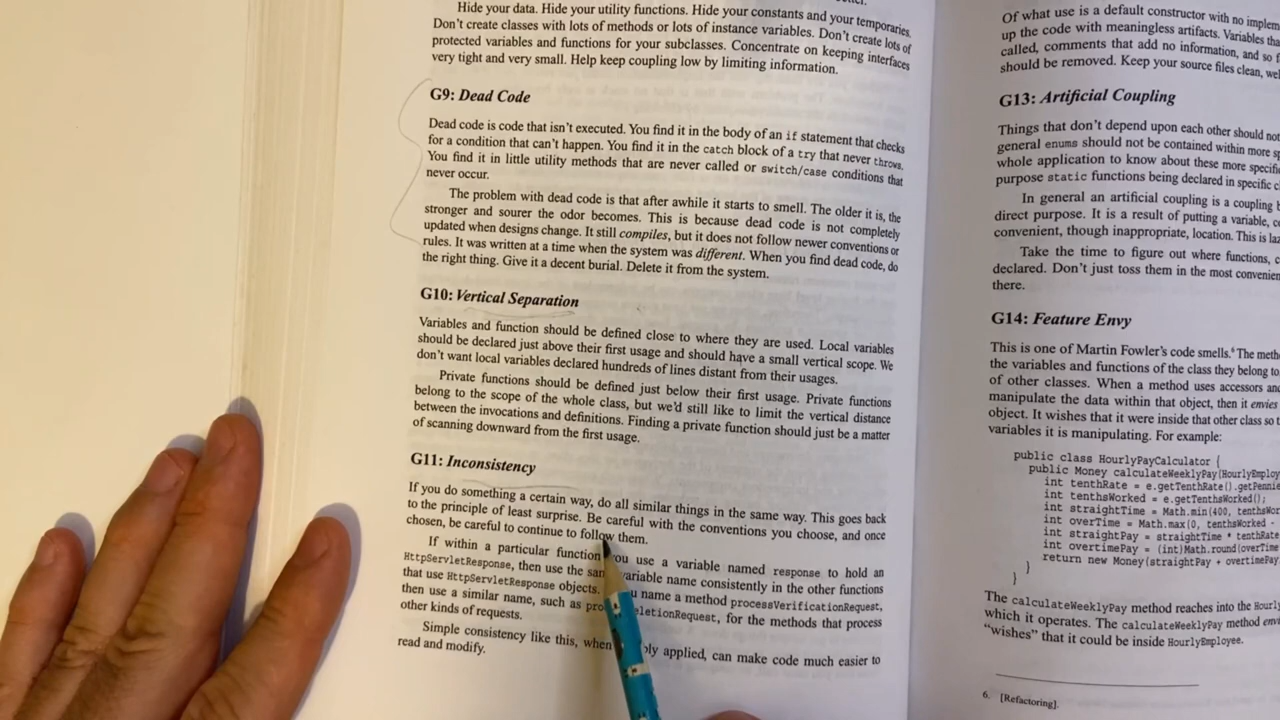 Hide your data. Hide your utility functions. Hide your constants and your temporaries.
Don't create classes with lots of methods or lots of instance variables. Don't create lots of
protected variables and functions for your subclasses. Concentrate on keeping interfaces
very tight and very small. Help keep coupling low by limiting information.
G9: Dead Code
Dead code is code that isn't executed. You find it in the body of an if statement that checks
for a condition that can't happen. You find it in the catch block of a try that never throws.
You find it in little utility methods that are never called or switch/case conditions that
never occur.
The problem with dead code is that after awhile it starts to smell. The older it is, the
stronger and sourer the odor becomes. This is because dead code is not completely
updated when designs change. It still compiles, but it does not follow newer conventions or
rules. It was written at a time when the system was different. When you find dead code, do
the right thing. Give it a decent burial. Delete it from the system.
G10: Vertical Separation
Variables and function should be defined close to where they are used. Local variables
should be declared just above their first usage and should have a small vertical scope. We
don't want local variables declared hundreds of lines distant from their usages.
Private functions should be defined just below their first usage. Private functions
belong to the scope of the whole class, but we'd still like to limit the vertical distance
between the invocations and definitions. Finding a private function should just be a matter
of scanning downward from the first usage.
G11: Inconsistency
If you do something a certain way, do all similar things in the same way. This goes back
to the principle of least surprise. Be careful with the conventions you choose, and once
chosen, be careful to continue to follow them.
If within a particular function you use a variable named response to hold an
HttpServletResponse, then use the variable name consistently in the other functions
that use HttpServletResponse objects. name a method processVerificationRequest,
then use a similar name, such as for the methods that process
other kinds of requests.
Simple consistency like this, when applied, can make code much easier to
read and modify.
Of what use is a default constructor with no
up the code with meaningless artifacts. Variables
called, comments that add no information, and so
should be removed. Keep your source files clean,
G13: Artificial Coupling
Things that don't depend upon each other should
general enums should not be contained within more
whole application to know about these more
purpose static functions being declared in specific
In general an artificial coupling is a coupling
direct purpose. It is a result of putting a variable,
convenient, though inappropriate, location. This is
Take the time to figure out where functions,
declared. Don't just toss them in the most
there.
G14: Feature Envy
This is one of Martin Fowler's code smells.6 The
the variables and functions of the class they belong to
of other classes. When a method uses accessors
manipulate the data within that object, then it envies
object. It wishes that it were inside that other class so
variables it is manipulating. For example:
public class HourlyPayCalculator {
public Money calculateWeeklyPay(
int tenthRate = e.getTenthRate().
int tenthsWorked = e.getTenthsWorked();
int straightTime = Math.min(400,
int overTime = Math.max(0, tenthsWorked -
int straightPay = straightTime *
int overtimePay = (int)Math.round(
return new Money(straightPay +
}
}
The calculateWeeklyPay method reaches into the
which it operates. The calculateWeeklyPay method
"wishes" that it could be inside HourlyEmployee.
6. [Refactoring].